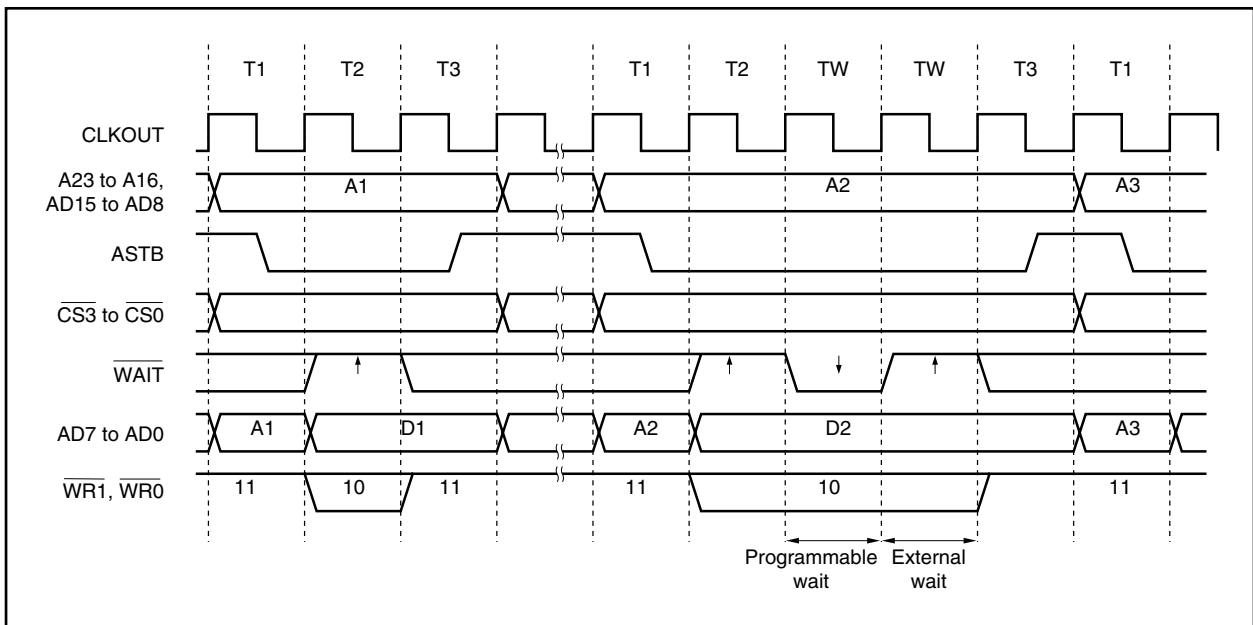 T1 T2 T3 T1 T2 TW TW T3 T1
CLKOUT
A23 to A16,
AD15 to AD8
A1 A2 A3
ASTB
CS3 to CS0
WAIT
AD7 to AD0
A1 D1 A2 D2 A3
WR1, WR0
11 10 11 11 10 11
Programmable
wait
External
wait